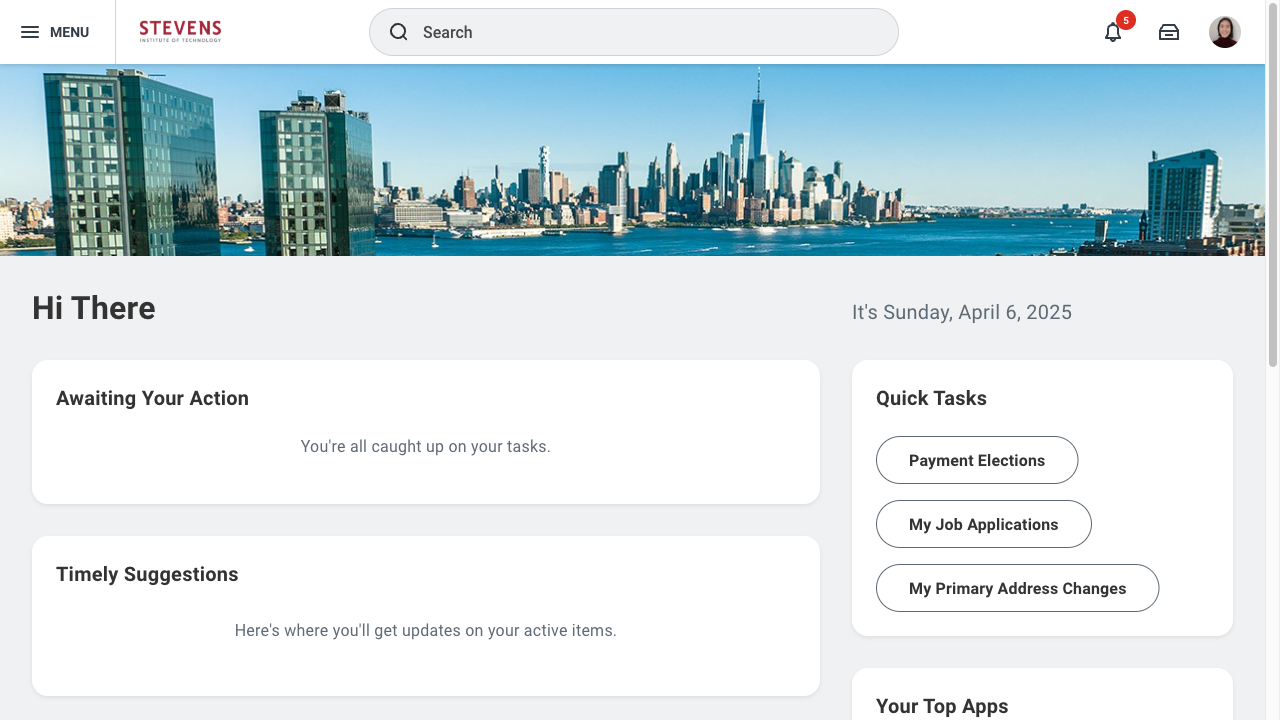 MENU
STEVENS
INSTITUTE OF TECHNOLOGY
Search
5
Hi There
It's Sunday, April 6, 2025
Awaiting Your Action
You're all caught up on your tasks.
Timely Suggestions
Here's where you'll get updates on your active items.
Quick Tasks
Payment Elections
My Job Applications
My Primary Address Changes
Your Top Apps